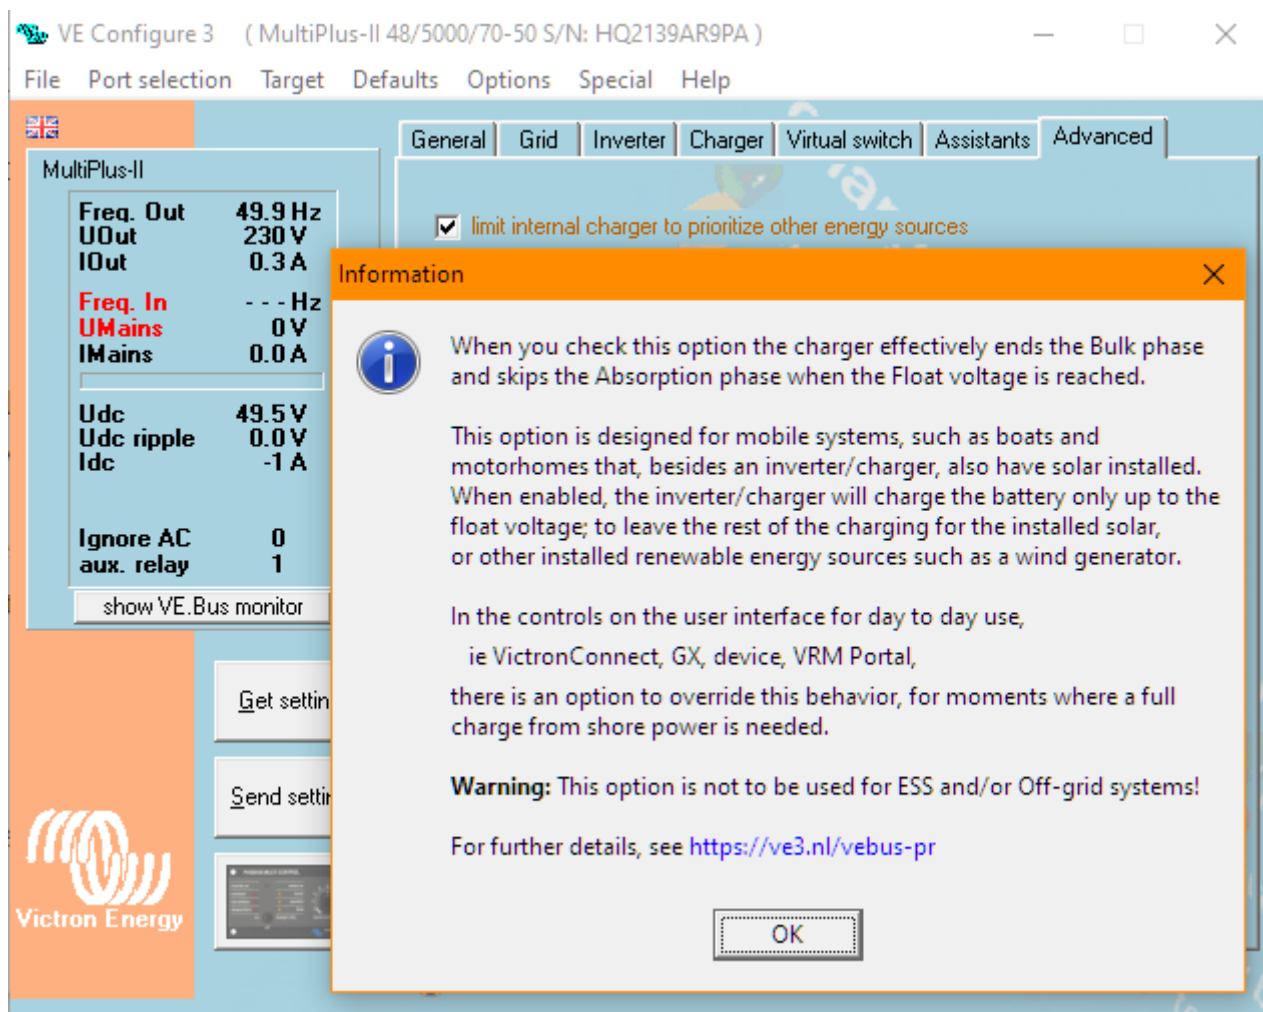 VE Configure 3 ( MultiPlus-II 48/5000/70-50 S/N: HQ2139AR9PA )
File Port selection Target Defaults Options Special Help
General Grid Inverter Charger Virtual switch Assistants Advanced
MultiPlus-II
Freq. Out 49.9 Hz
UOut 230 V
IOut 0.3 A
Freq. In - - - Hz
UMains 0 V
IMains 0.0 A
Udc 49.5 V
Udc ripple 0.0 V
Idc -1 A
Ignore AC 0
aux. relay 1
show VE.Bus monitor
Get settin
Send settin
Victron Energy
limit internal charger to prioritize other energy sources
Information
When you check this option the charger effectively ends the Bulk phase
and skips the Absorption phase when the Float voltage is reached.
This option is designed for mobile systems, such as boats and
motorhomes that, besides an inverter/charger, also have solar installed.
When enabled, the inverter/charger will charge the battery only up to the
float voltage; to leave the rest of the charging for the installed solar,
or other installed renewable energy sources such as a wind generator.
In the controls on the user interface for day to day use,
ie VictronConnect, GX, device, VRM Portal,
there is an option to override this behavior, for moments where a full
charge from shore power is needed.
Warning: This option is not to be used for ESS and/or Off-grid systems!
For further details, see https://ve3.nl/vebus-pr
OK